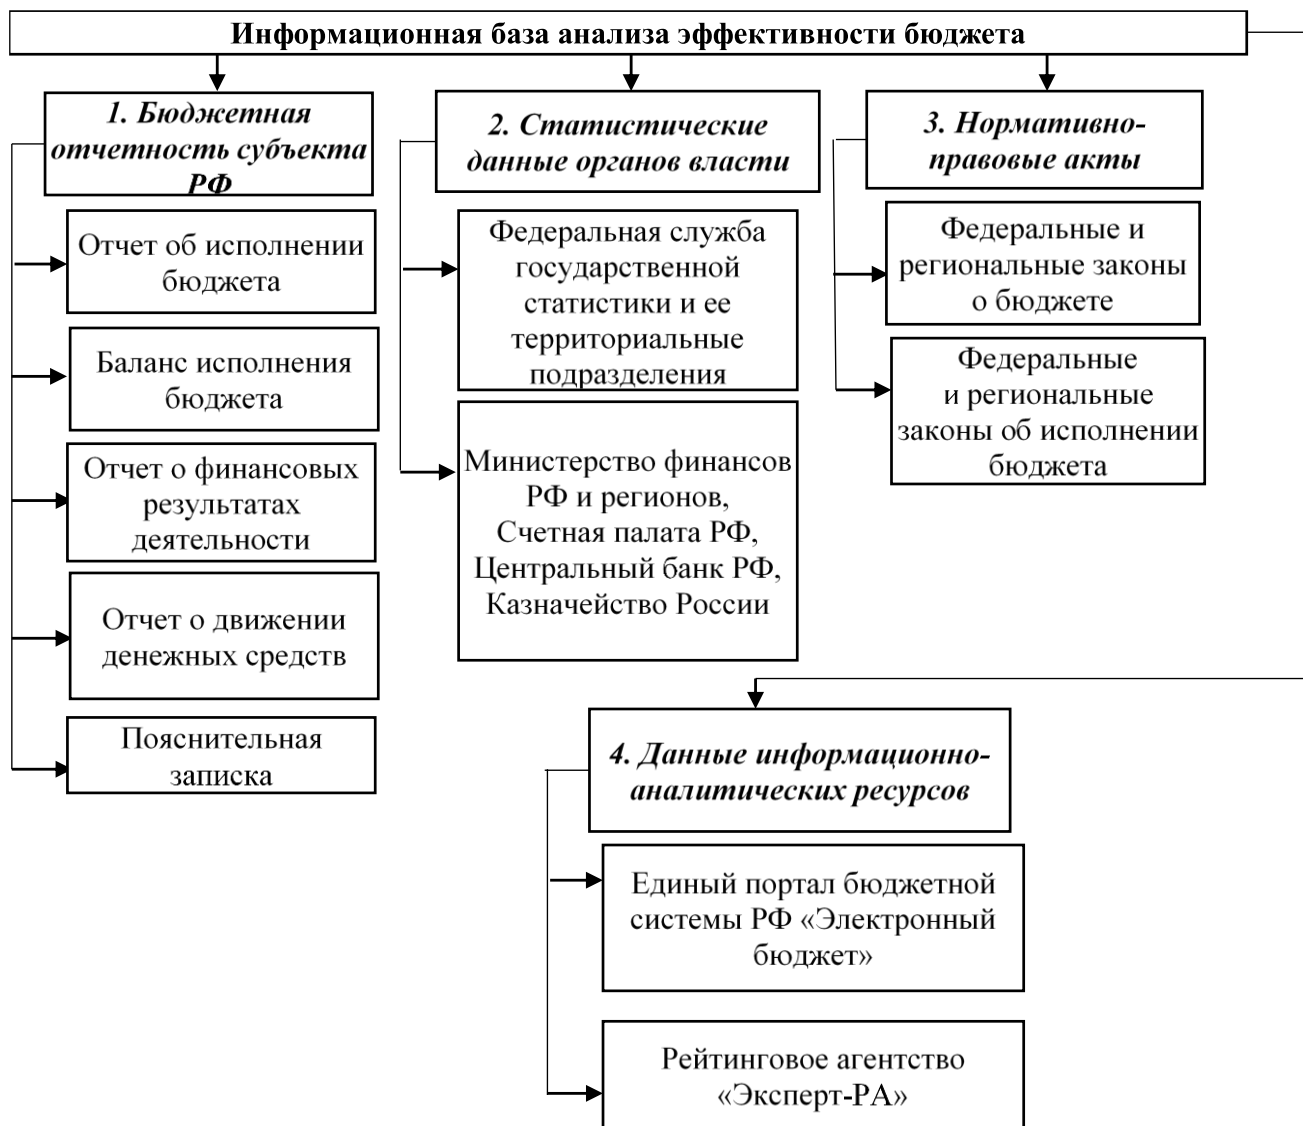 Информационная база анализа эффективности бюджета
1. Бюджетная
отчетность субъекта
РФ
Отчет об исполнении
бюджета
Баланс исполнения
бюджета
Отчет о финансовых
результатах
деятельности
Отчет о движении
денежных средств
Пояснительная
записка
2. Статистические
данные органов власти
Федеральная служба
государственной
статистики и ее
территориальные
подразделения
Министерство финансов
РФ и регионов,
Счетная палата РФ,
Центральный банк РФ,
Казначейство России
3. Нормативно-
правовые акты
Федеральные и
региональные законы
о бюджете
Федеральные
и региональные
законы об исполнении
бюджета
4. Данные информационно-
аналитических ресурсов
Единый портал бюджетной
системы РФ «Электронный
бюджет»
Рейтинговое агентство
«Эксперт-РА»